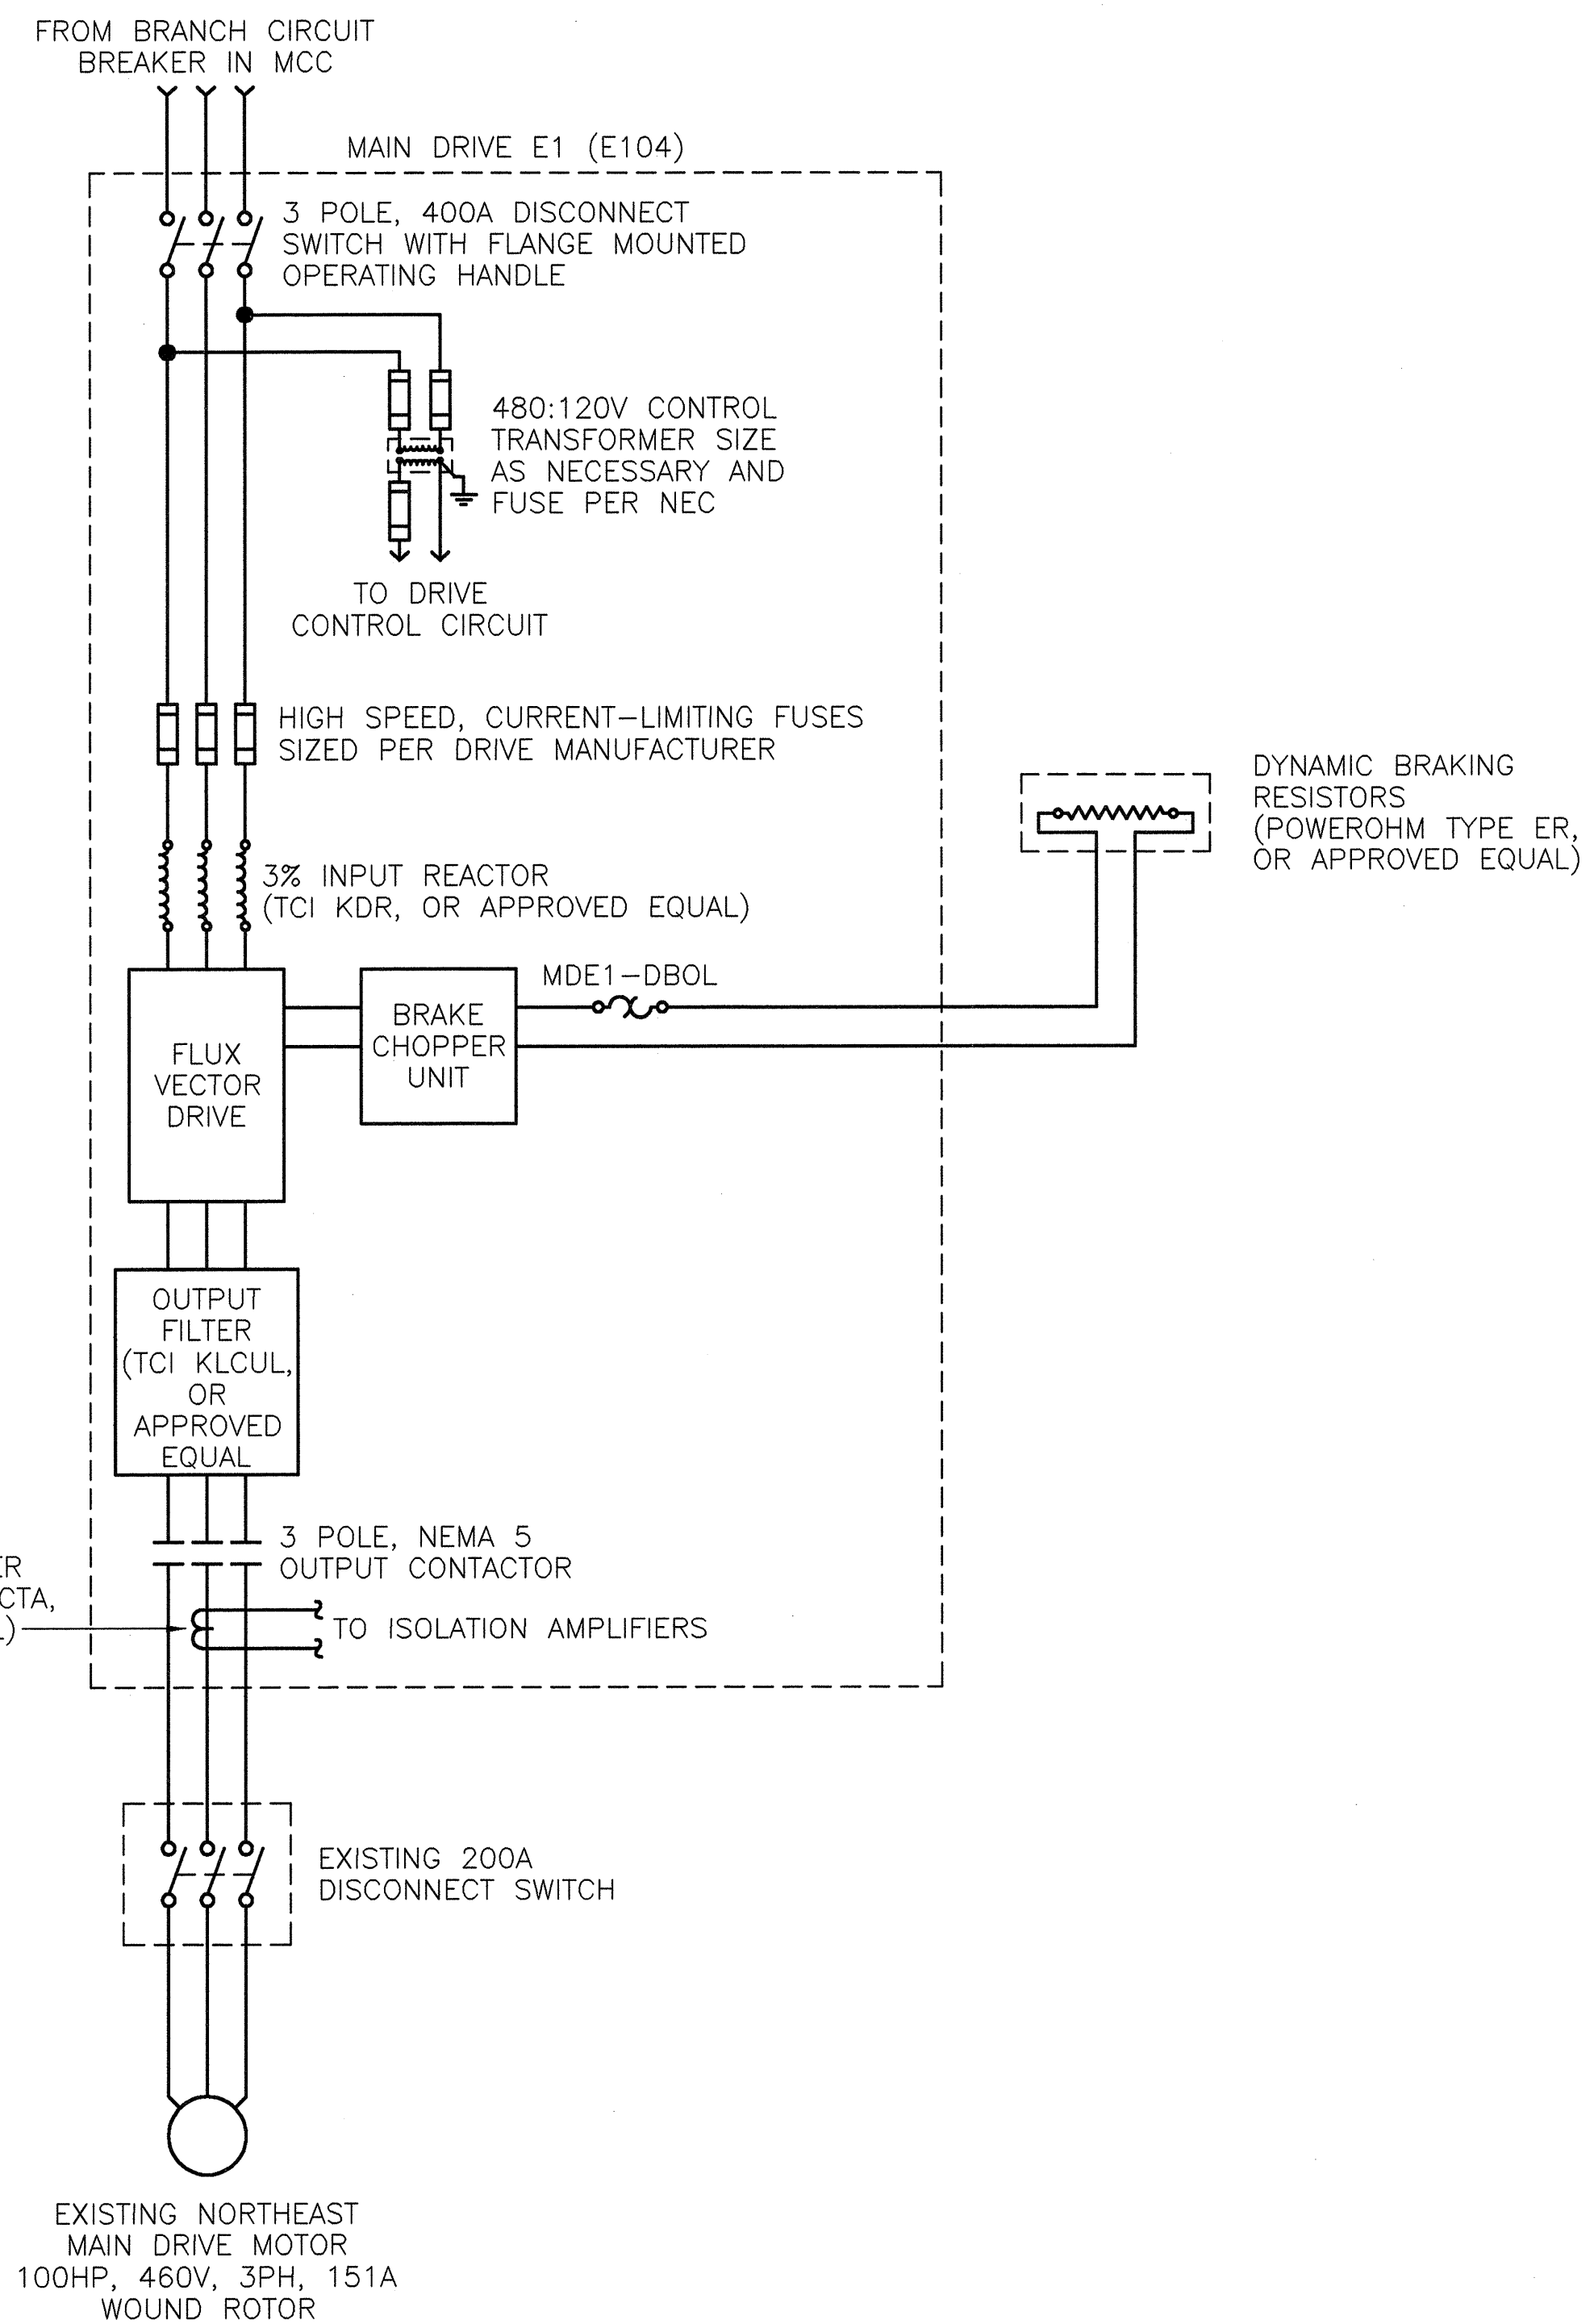 FROM BRANCH CIRCUIT
BREAKER IN MCC
MAIN DRIVE E1 (E104)
3 POLE, 400A DISCONNECT
SWITCH WITH FLANGE MOUNTED
OPERATING HANDLE
480:120V CONTROL
TRANSFORMER SIZE
AS NECESSARY AND
FUSE PER NEC
TO DRIVE
CONTROL CIRCUIT
HIGH SPEED, CURRENT-LIMITING FUSES
SIZED PER DRIVE MANUFACTURER
DYNAMIC BRAKING
RESISTORS
(POWEROHM TYPE ER,
OR APPROVED EQUAL)
3% INPUT REACTOR
(TCI KDR, OR APPROVED EQUAL)
MDE1-DBOL
BRAKE
CHOPPER
UNIT
FLUX
VECTOR
DRIVE
OUTPUT
FILTER
(TCI KLCUL,
OR
APPROVED
EQUAL
3 POLE, NEMA 5
OUTPUT CONTACTOR
ER
CTA,
TO ISOLATION AMPLIFIERS
EXISTING 200A
DISCONNECT SWITCH
EXISTING NORTHEAST
MAIN DRIVE MOTOR
100HP, 460V, 3PH, 151A
WOUND ROTOR